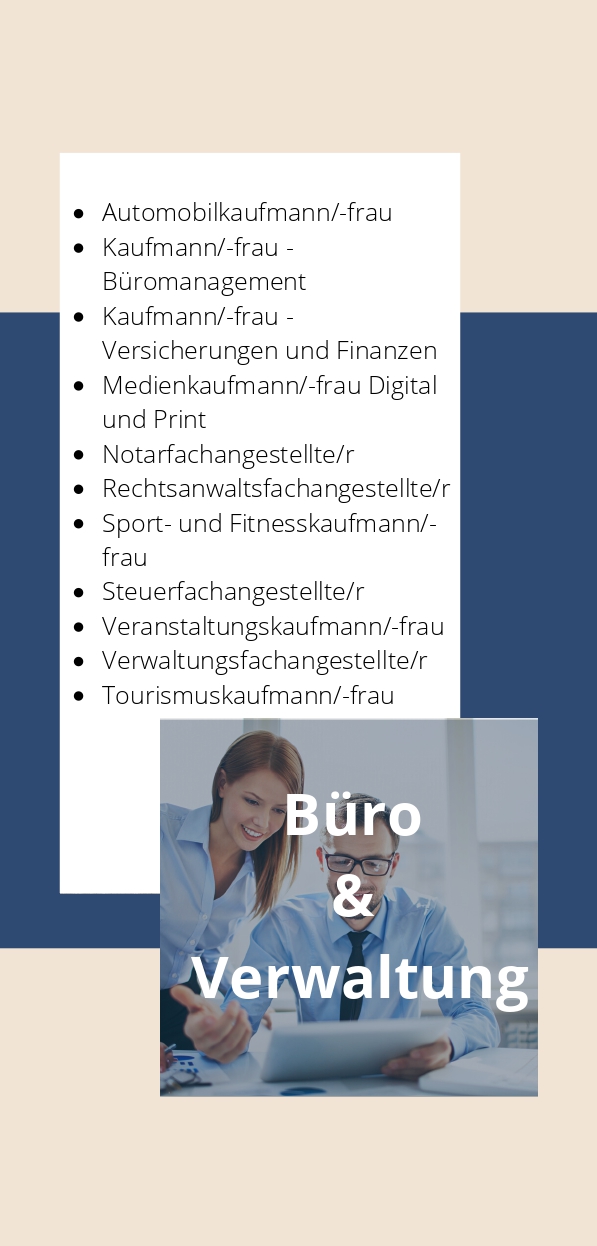 • Automobilkaufmann/-frau
• Kaufmann/-frau -
Büromanagement
• Kaufmann/-frau -
Versicherungen und Finanzen
• Medienkaufmann/-frau Digital
und Print
• Notarfachangestellte/r
• Rechtsanwaltsfachangestellte/r
• Sport- und Fitnesskaufmann/-
frau
• Steuerfachangestellte/r
• Veranstaltungskaufmann/-frau
• Verwaltungsfachangestellte/r
• Tourismuskaufmann/-frau
Büro
&
Verwaltung